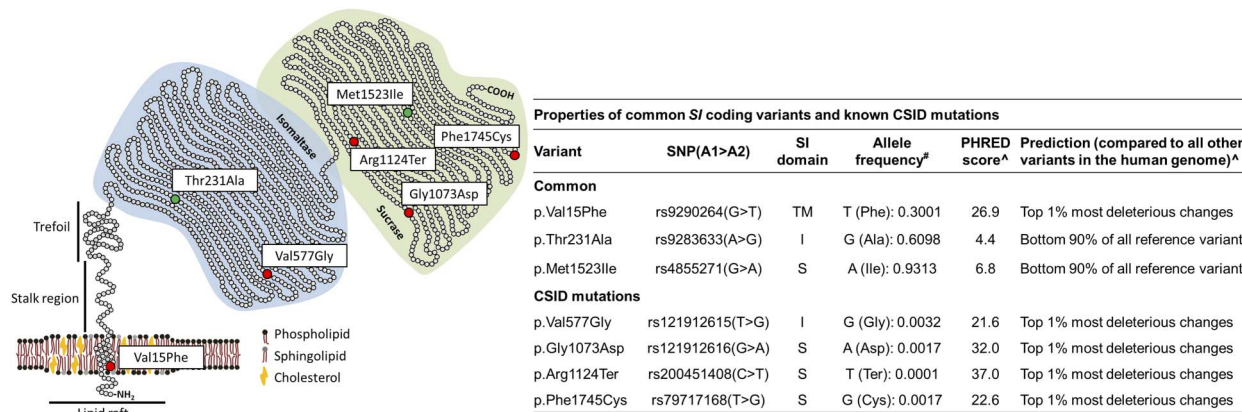 COOH
Met1523Ile
Isomaltase
Phe1745Cys
Arg1124Ter
Thr231Ala
Gly1073Asp
Sucrase
Trefoil
Val577Gly
Stalk region
Phospholipid
Val15Phe
Sphingolipid
Cholesterol
NH2
Lipid raft
Properties of common SI coding variants and known CSID mutations
Variant SNP(A1>A2) SI domain Allele frequency# PHRED score^ Prediction (compared to all other variants in the human genome)^
Common
p.Val15Phe rs9290264(G>T) TM T (Phe): 0.3001 26.9 Top 1% most deleterious changes
p.Thr231Ala rs9283633(A>G) I G (Ala): 0.6098 4.4 Bottom 90% of all reference variant
p.Met1523Ile rs4855271(G>A) S A (Ile): 0.9313 6.8 Bottom 90% of all reference variant
CSID mutations
p.Val577Gly rs121912615(T>G) I G (Gly): 0.0032 21.6 Top 1% most deleterious changes
p.Gly1073Asp rs121912616(G>A) S A (Asp): 0.0017 32.0 Top 1% most deleterious changes
p.Arg1124Ter rs200451408(C>T) S T (Ter): 0.0001 37.0 Top 1% most deleterious changes
p.Phe1745Cys rs79717168(T>G) S G (Cys): 0.0017 22.6 Top 1% most deleterious changes